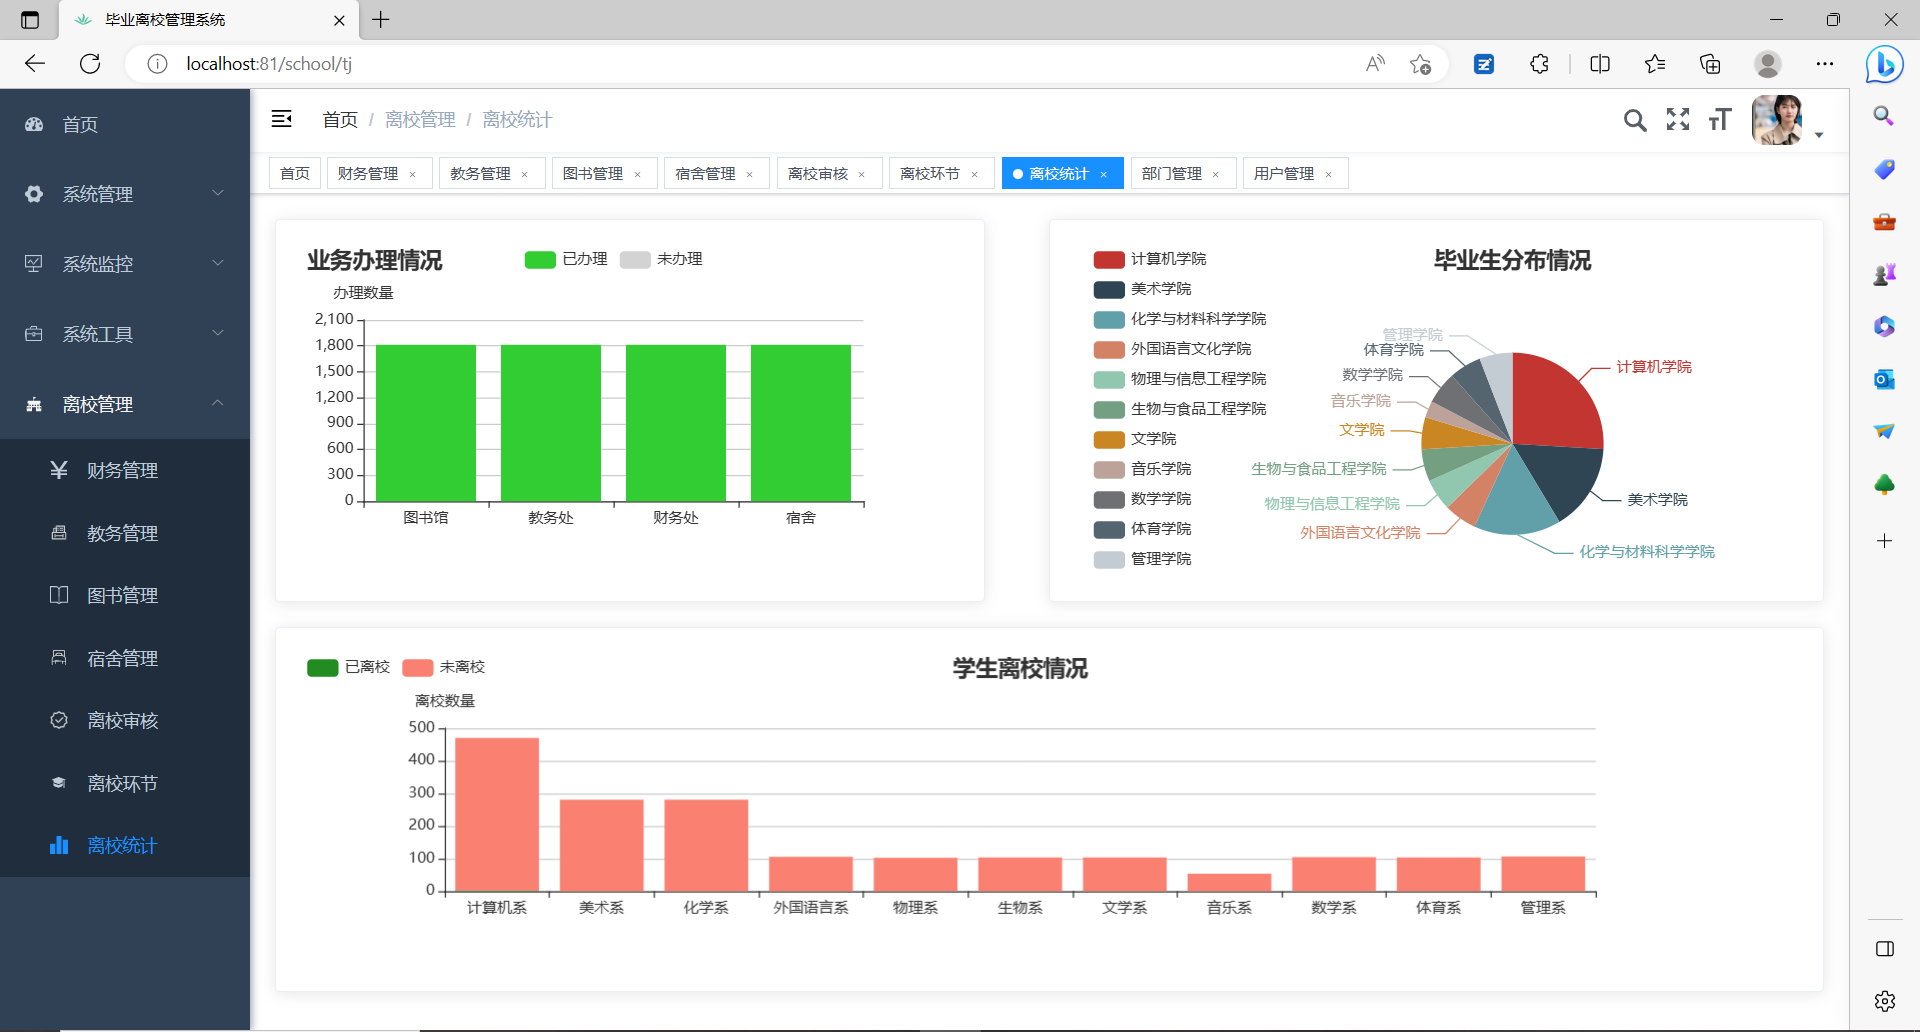 毕业离校管理系统
localhost:81/school/tj
首页
系统管理
系统监控
系统工具
离校管理
财务管理
教务管理
图书管理
宿舍管理
离校审核
离校环节
离校统计
首页 / 离校管理 / 离校统计
首页 财务管理 × 教务管理 × 图书管理 × 宿舍管理 × 离校审核 × 离校环节 × 离校统计 × 部门管理 × 用户管理 ×
业务办理情况
已办理 未办理
办理数量
2,100
1,800
1,500
1,200
900
600
300
0
图书馆 教务处 财务处 宿舍
毕业生分布情况
计算机学院
美术学院
化学与材料科学学院
外国语言文化学院
物理与信息工程学院
生物与食品工程学院
文学院
音乐学院
数学学院
体育学院
管理学院
管理学院
体育学院
数学学院
音乐学院
文学院
生物与食品工程学院
物理与信息工程学院
外国语言文化学院
计算机学院
美术学院
化学与材料科学学院
已离校 未离校
学生离校情况
离校数量
500
400
300
200
100
0
计算机系 美术系 化学系 外国语言系 物理系 生物系 文学系 音乐系 数学系 体育系 管理系